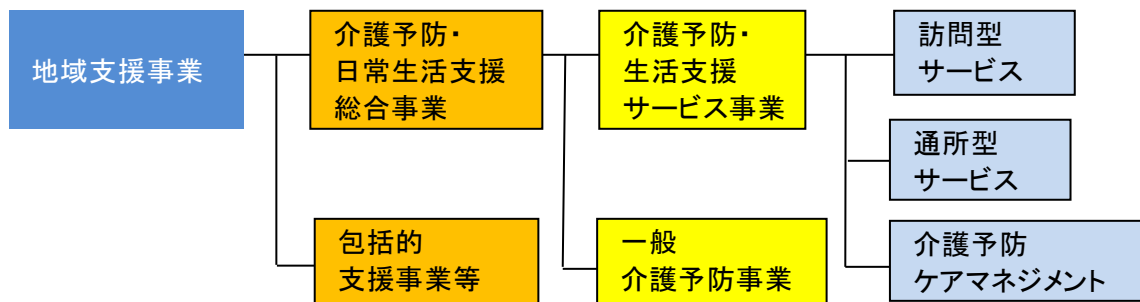 地域支援事業
介護予防・
日常生活支援
総合事業
介護予防・
生活支援
サービス事業
訪問型
サービス
通所型
サービス
包括的
支援事業等
一般
介護予防事業
介護予防
ケアマネジメント